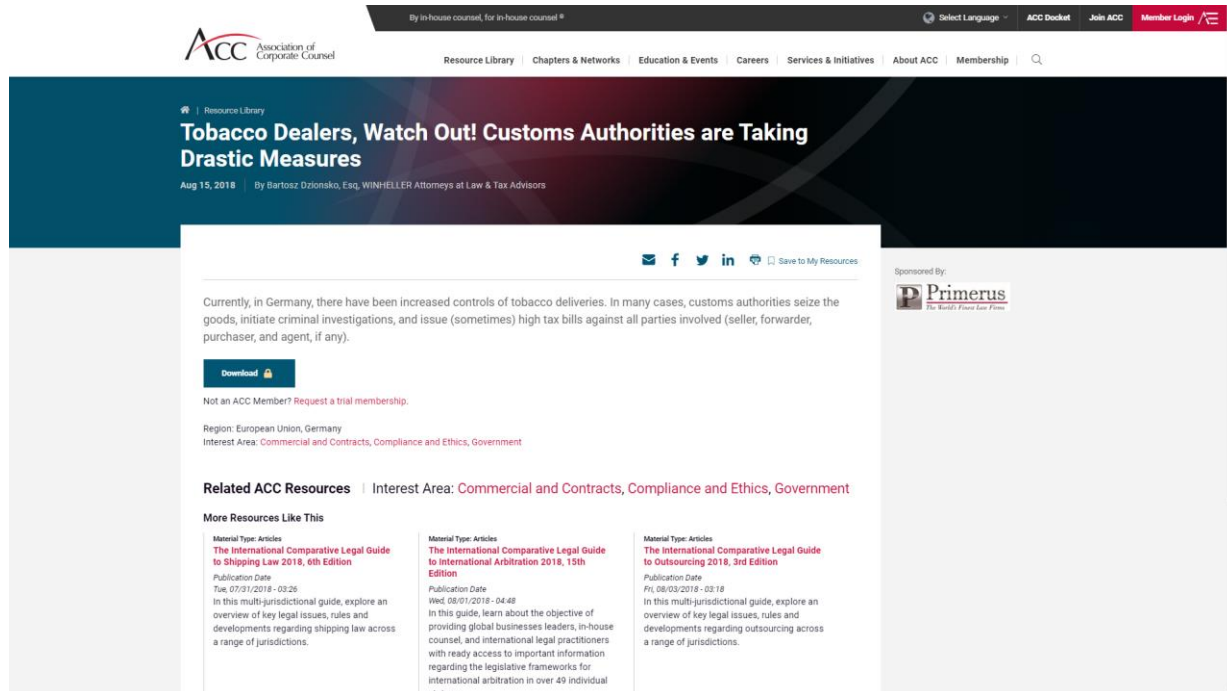 By in-house counsel, for in-house counsel ®
Select Language
ACC Docket
Join ACC
Member Login
ACC Association of
Corporate Counsel
Resource Library
Chapters & Networks
Education & Events
Careers
Services & Initiatives
About ACC
Membership
| Resource Library
Tobacco Dealers, Watch Out! Customs Authorities are Taking
Drastic Measures
Aug 15, 2018 | By Bartosz Dzionsko, Esq, WINHELLER Attorneys at Law & Tax Advisors
Save to My Resources
Sponsored By:
P Primerus
The World's Finest Law Firms
Currently, in Germany, there have been increased controls of tobacco deliveries. In many cases, customs authorities seize the
goods, initiate criminal investigations, and issue (sometimes) high tax bills against all parties involved (seller, forwarder,
purchaser, and agent, if any).
Download
Not an ACC Member? Request a trial membership.
Region: European Union, Germany
Interest Area: Commercial and Contracts, Compliance and Ethics, Government
Related ACC Resources | Interest Area: Commercial and Contracts, Compliance and Ethics, Government
More Resources Like This
Material Type: Articles
The International Comparative Legal Guide
to Shipping Law 2018, 6th Edition
Publication Date
Tue, 07/31/2018 - 03:26
In this multi-jurisdictional guide, explore an
overview of key legal issues, rules and
developments regarding shipping law across
a range of jurisdictions.
Material Type: Articles
The International Comparative Legal Guide
to International Arbitration 2018, 15th
Edition
Publication Date
Wed, 08/01/2018 - 04:48
In this guide, learn about the objective of
providing global businesses leaders, in-house
counsel, and international legal practitioners
with ready access to important information
regarding the legislative frameworks for
international arbitration in over 49 individual
Material Type: Articles
The International Comparative Legal Guide
to Outsourcing 2018, 3rd Edition
Publication Date
Fri, 08/03/2018 - 03:18
In this multi-jurisdictional guide, explore an
overview of key legal issues, rules and
developments regarding outsourcing across
a range of jurisdictions.